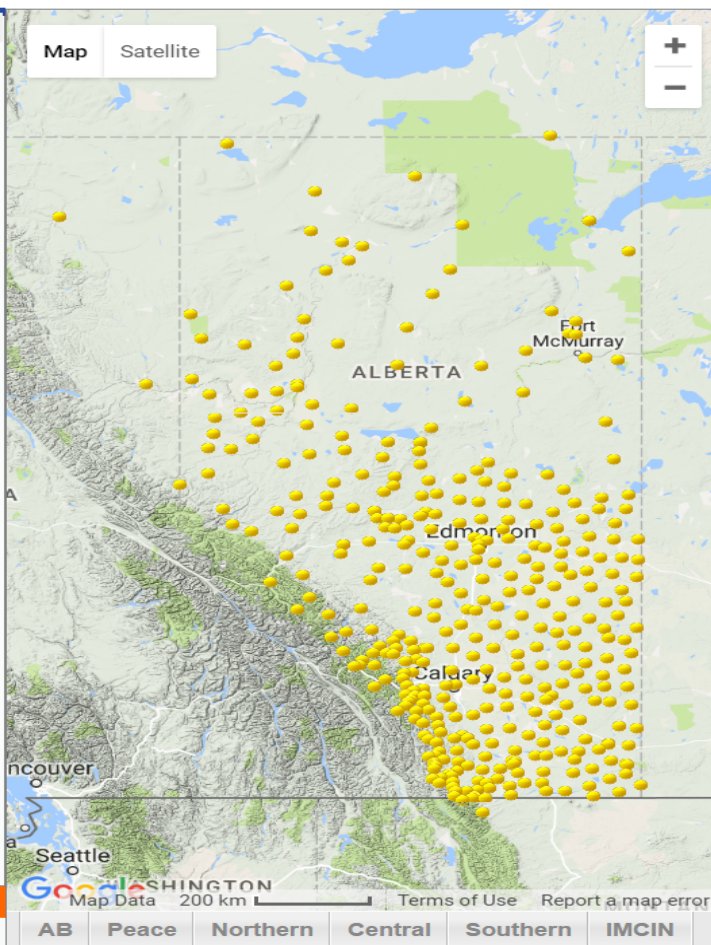 Map Satellite
+
−
Fort
McMurray
ALBERTA
Edmonton
A
Calgary
ncouver
a
Seattle
Google SHINGTON
Map Data 200 km Terms of Use Report a map error
AB Peace Northern Central Southern IMCIN